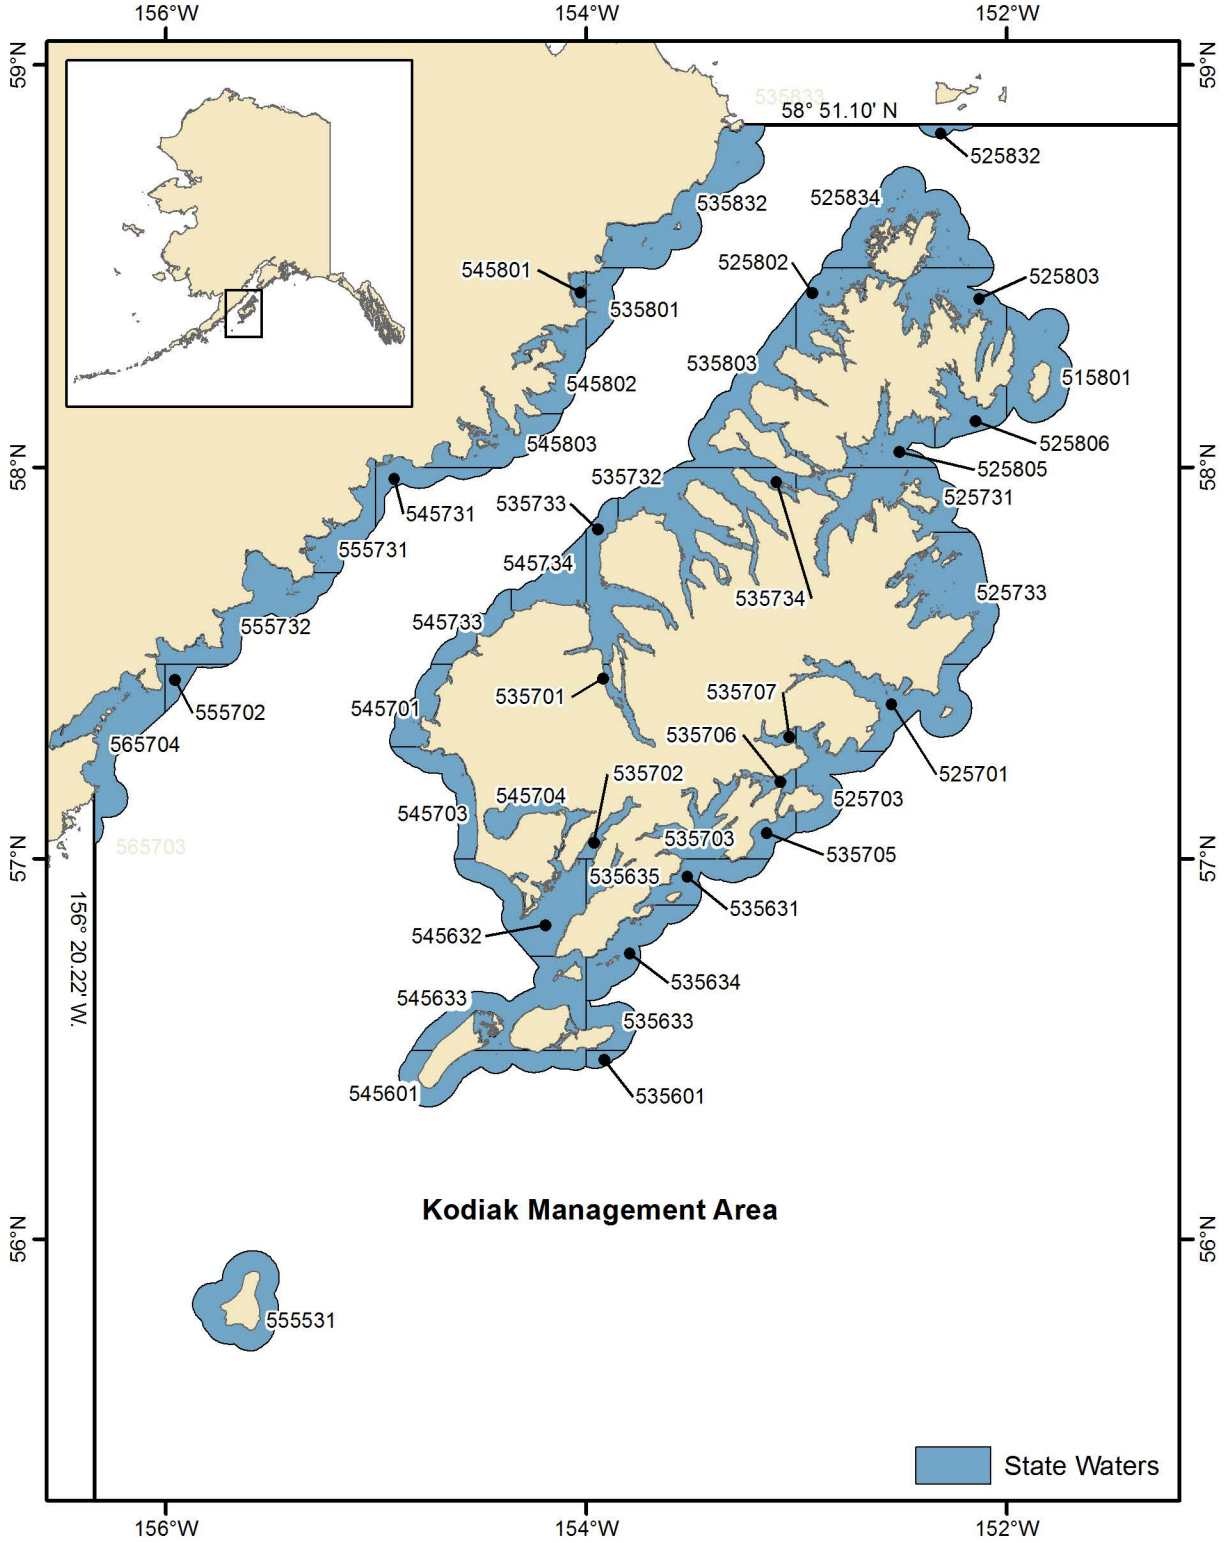 156°W
154°W
152°W
59°N
59°N
535833
58° 51.10' N
525832
535832
525834
545801
525802
525803
535801
535803
515801
545802
525806
545803
525805
535732
525731
535733
545731
555731
545734
535734
525733
545733
555732
535701
535707
545701
555702
535706
565704
535702
525701
545704
525703
545703
535703
565703
535705
535635
535631
545632
535634
545633
535633
545601
535601
58°N
58°N
57°N
57°N
156° 20.22' W.
Kodiak Management Area
56°N
56°N
555531
State Waters
156°W
154°W
152°W